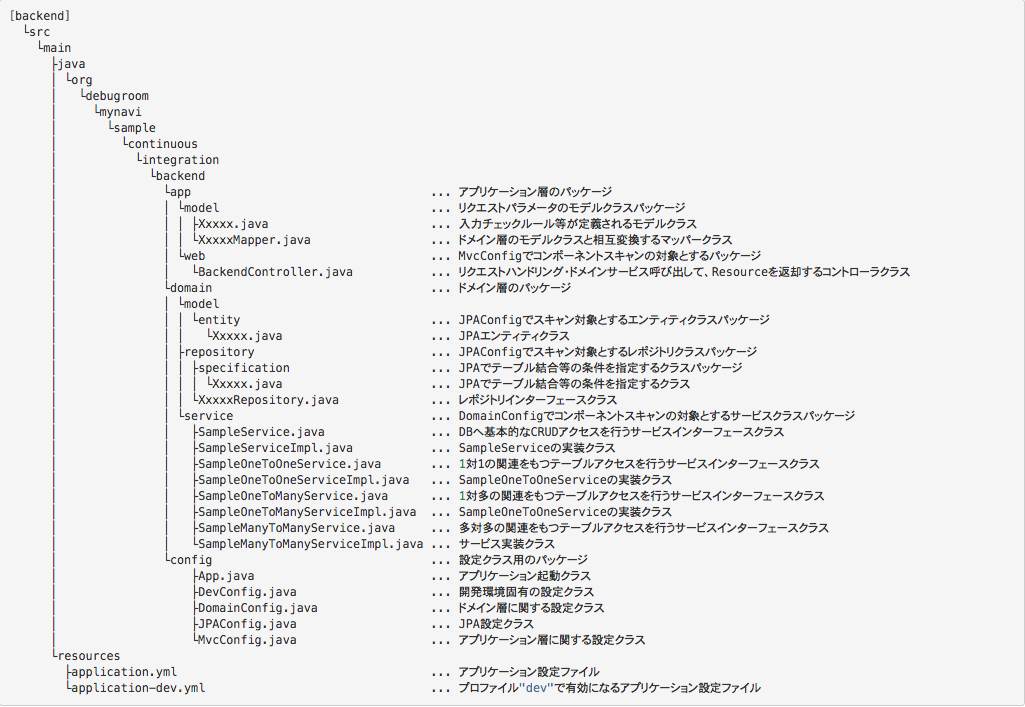 [backend]
  └src
    └main
      ├java
      │ └org
      │   └debugroom
      │     └mynavi
      │       └sample
      │         └continuous
      │           └integration
      │             └backend
      │               └app                                  ... アプリケーション層のパッケージ
      │               │ └model                              ... リクエストパラメータのモデルクラスパッケージ
      │               │ │ ├Xxxxx.java                       ... 入力チェックルール等が定義されるモデルクラス
      │               │ │ └XxxxxMapper.java                 ... ドメイン層のモデルクラスと相互変換するマッパークラス
      │               │ └web                                ... MvcConfigでコンポーネントスキャンの対象とするパッケージ
      │               │   └BackendController.java           ... リクエストハンドリング・ドメインサービス呼び出して、Resourceを返却するコントローラクラス
      │               └domain                               ... ドメイン層のパッケージ
      │               │ └model
      │               │ │ └entity                           ... JPAConfigでスキャン対象とするエンティティクラスパッケージ
      │               │ │   └Xxxxx.java                     ... JPAエンティティクラス
      │               │ ├repository                         ... JPAConfigでスキャン対象とするレポジトリクラスパッケージ
      │               │ │ ├specification                    ... JPAでテーブル結合等の条件を指定するクラスパッケージ
      │               │ │ │ └Xxxxx.java                     ... JPAでテーブル結合等の条件を指定するクラス
      │               │ │ └XxxxxRepository.java             ... レポジトリインターフェースクラス
      │               │ └service                            ... DomainConfigでコンポーネントスキャンの対象とするサービスクラスパッケージ
      │               │   ├SampleService.java               ... DBへ基本的なCRUDアクセスを行うサービスインターフェースクラス
      │               │   ├SampleServiceImpl.java           ... SampleServiceの実装クラス
      │               │   ├SampleOneToOneService.java       ... 1対1の関連をもつテーブルアクセスを行うサービスインターフェースクラス
      │               │   ├SampleOneToOneServiceImpl.java   ... SampleOneToOneServiceの実装クラス
      │               │   ├SampleOneToManyService.java      ... 1対多の関連をもつテーブルアクセスを行うサービスインターフェースクラス
      │               │   ├SampleOneToManyServiceImpl.java  ... SampleOneToOneServiceの実装クラス
      │               │   ├SampleManyToManyService.java     ... 多対多の関連をもつテーブルアクセスを行うサービスインターフェースクラス
      │               │   └SampleManyToManyServiceImpl.java ... サービス実装クラス
      │               └config                               ... 設定クラス用のパッケージ
      │                   ├App.java                         ... アプリケーション起動クラス
      │                   ├DevConfig.java                   ... 開発環境固有の設定クラス
      │                   ├DomainConfig.java                ... ドメイン層に関する設定クラス
      │                   ├JPAConfig.java                   ... JPA設定クラス
      │                   └MvcConfig.java                   ... アプリケーション層に関する設定クラス
      └resources
        ├application.yml                                    ... アプリケーション設定ファイル
        └application-dev.yml                                ... プロファイル"dev"で有効になるアプリケーション設定ファイル